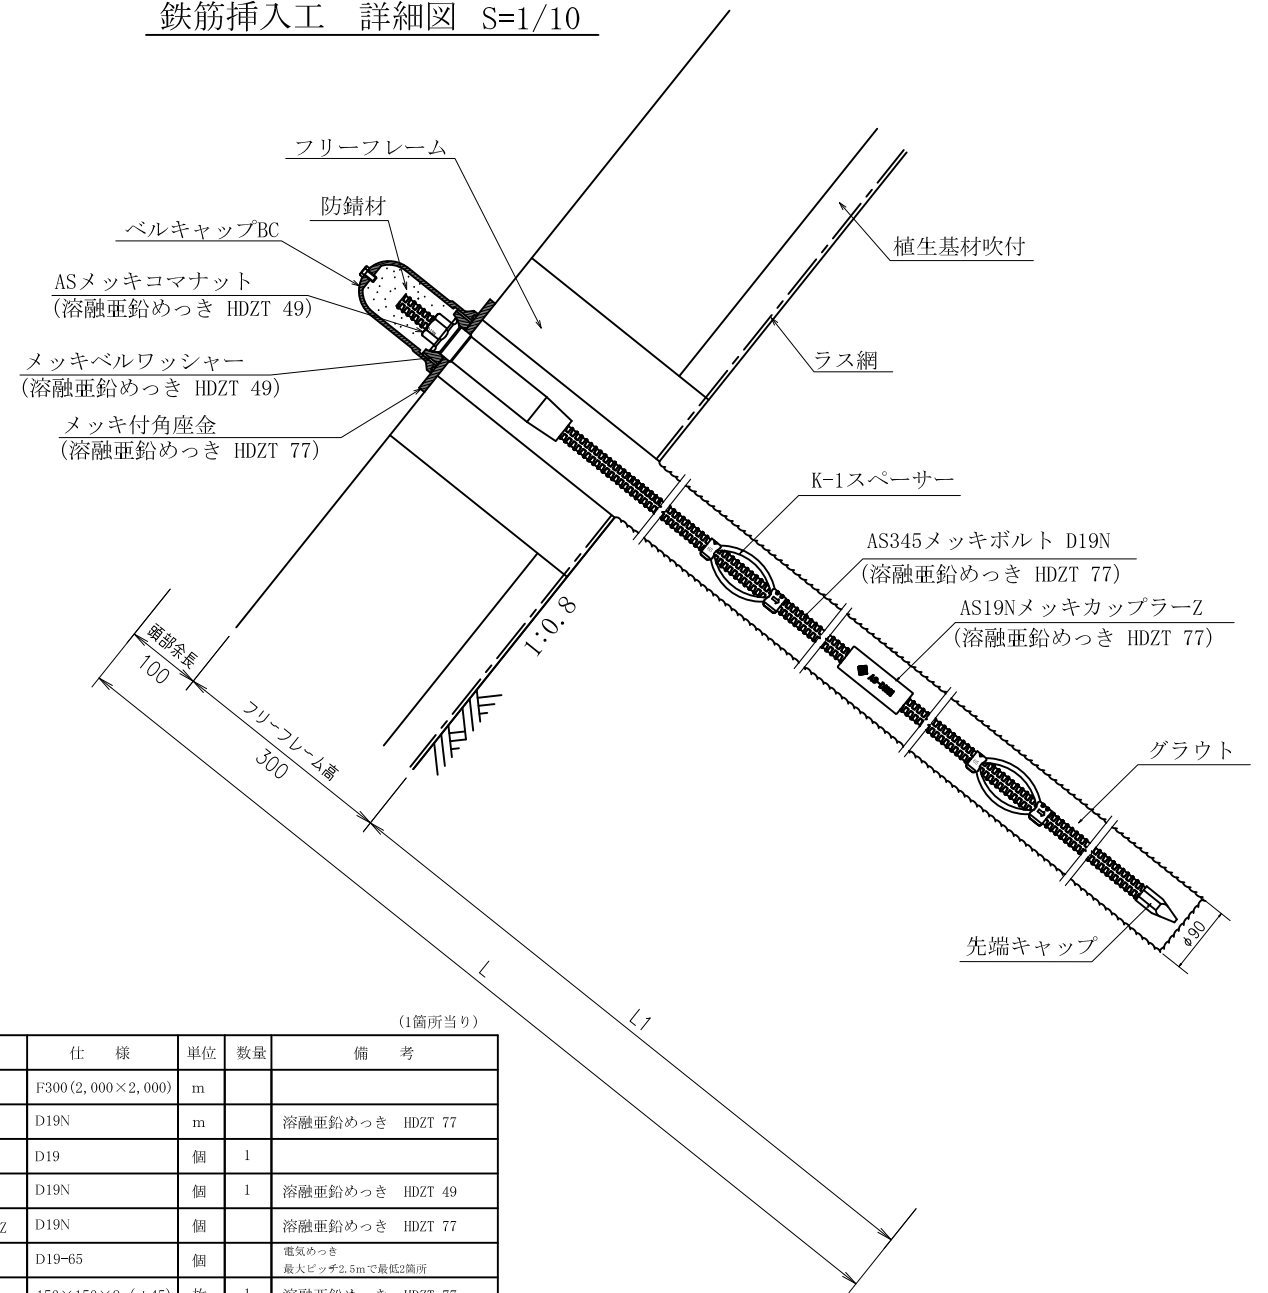 鉄筋挿入工　詳細図　S=1/10
フリーフレーム
防錆材
ベルキャップBC
ASメッキコマナット
(溶融亜鉛めっき HDZT 49)
メッキベルワッシャー
(溶融亜鉛めっき HDZT 49)
メッキ付角座金
(溶融亜鉛めっき HDZT 77)
植生基材吹付
ラス網
K-1スペーサー
AS345メッキボルト D19N
(溶融亜鉛めっき HDZT 77)
AS19NメッキカップラーZ
(溶融亜鉛めっき HDZT 77)
グラウト
先端キャップ
φ90
1:0.8
頭部余長
100
フリーフレーム高
300
L
L1
(1箇所当り)
仕　様　単位　数量　備　考
F300(2,000×2,000)　m
D19N　m　溶融亜鉛めっき　HDZT 77
D19　個　1
D19N　個　1　溶融亜鉛めっき　HDZT 49
Z　D19N　個　溶融亜鉛めっき　HDZT 77
D19-65　個　電気めっき
最大ピッチ2.5mで最低2箇所